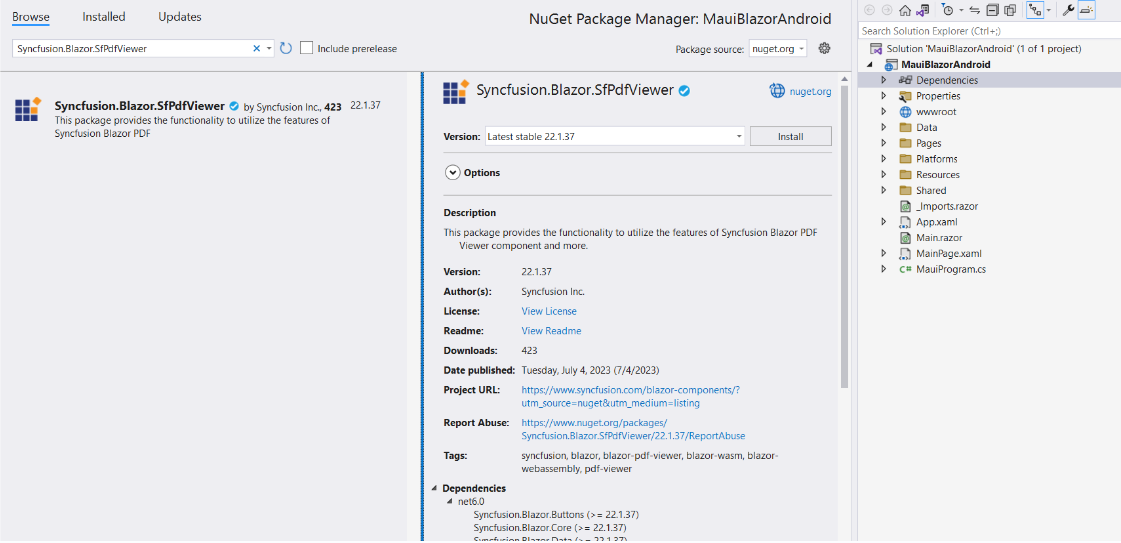 Browse Installed Updates
NuGet Package Manager: MauiBlazorAndroid
Syncfusion.Blazor.SfPdfViewer
Include prerelease
Package source: nuget.org
Syncfusion.Blazor.SfPdfViewer by Syncfusion Inc., 423 22.1.37
This package provides the functionality to utilize the features of
Syncfusion Blazor PDF
Syncfusion.Blazor.SfPdfViewer
nuget.org
Version: Latest stable 22.1.37 Install
Options
Description
This package provides the functionality to utilize the features of Syncfusion Blazor PDF
Viewer component and more.
Version: 22.1.37
Author(s): Syncfusion Inc.
License: View License
Readme: View Readme
Downloads: 423
Date published: Tuesday, July 4, 2023 (7/4/2023)
Project URL: https://www.syncfusion.com/blazor-components/?
utm_source=nuget&utm_medium=listing
Report Abuse: https://www.nuget.org/packages/
Syncfusion.Blazor.SfPdfViewer/22.1.37/ReportAbuse
Tags: syncfusion, blazor, blazor-pdf-viewer, blazor-wasm, blazor-
webassembly, pdf-viewer
Dependencies
net6.0
Syncfusion.Blazor.Buttons (>= 22.1.37)
Syncfusion.Blazor.Core (>= 22.1.37)
Syncfusion.Blazor.Data (>= 22.1.37)
Search Solution Explorer (Ctrl+;)
Solution 'MauiBlazorAndroid' (1 of 1 project)
MauiBlazorAndroid
Dependencies
Properties
wwwroot
Data
Pages
Platforms
Resources
Shared
_Imports.razor
App.xaml
Main.razor
MainPage.xaml
C# MauiProgram.cs